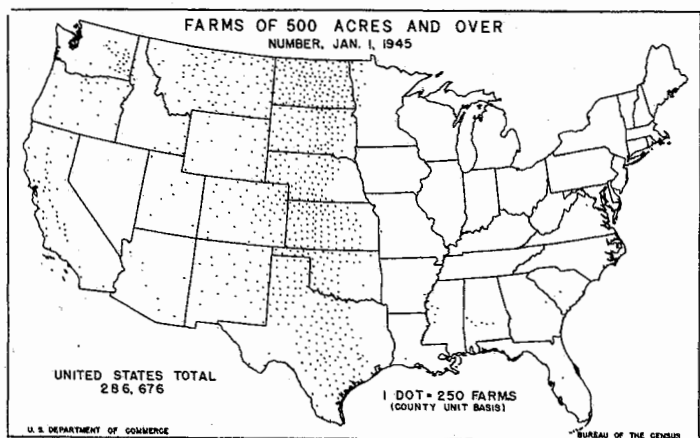 FARMS OF 500 ACRES AND OVER
NUMBER, JAN. 1, 1945
UNITED STATES TOTAL
286,676
1 DOT = 250 FARMS
(COUNTY UNIT BASIS)
U. S. DEPARTMENT OF COMMERCE
BUREAU OF THE CENSUS